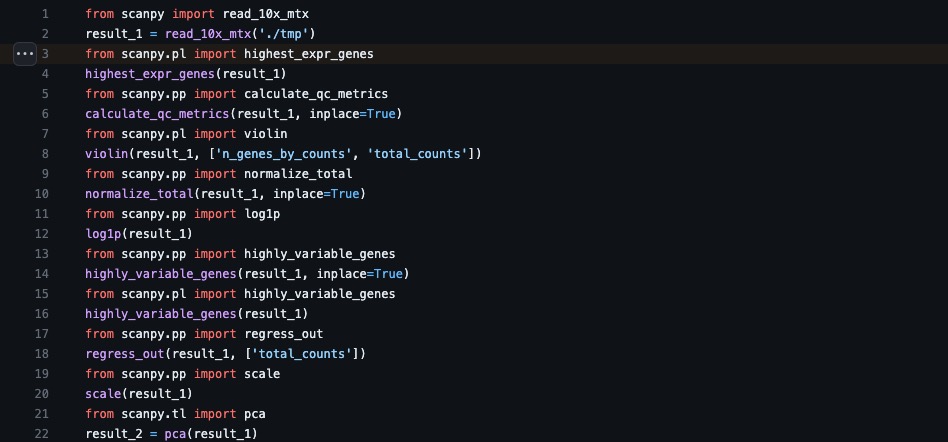 1 from scanpy import read_10x_mtx
2 result_1 = read_10x_mtx('./tmp')
3 from scanpy.pl import highest_expr_genes
4 highest_expr_genes(result_1)
5 from scanpy.pp import calculate_qc_metrics
6 calculate_qc_metrics(result_1, inplace=True)
7 from scanpy.pl import violin
8 violin(result_1, ['n_genes_by_counts', 'total_counts'])
9 from scanpy.pp import normalize_total
10 normalize_total(result_1, inplace=True)
11 from scanpy.pp import log1p
12 log1p(result_1)
13 from scanpy.pp import highly_variable_genes
14 highly_variable_genes(result_1, inplace=True)
15 from scanpy.pl import highly_variable_genes
16 highly_variable_genes(result_1)
17 from scanpy.pp import regress_out
18 regress_out(result_1, ['total_counts'])
19 from scanpy.pp import scale
20 scale(result_1)
21 from scanpy.tl import pca
22 result_2 = pca(result_1)